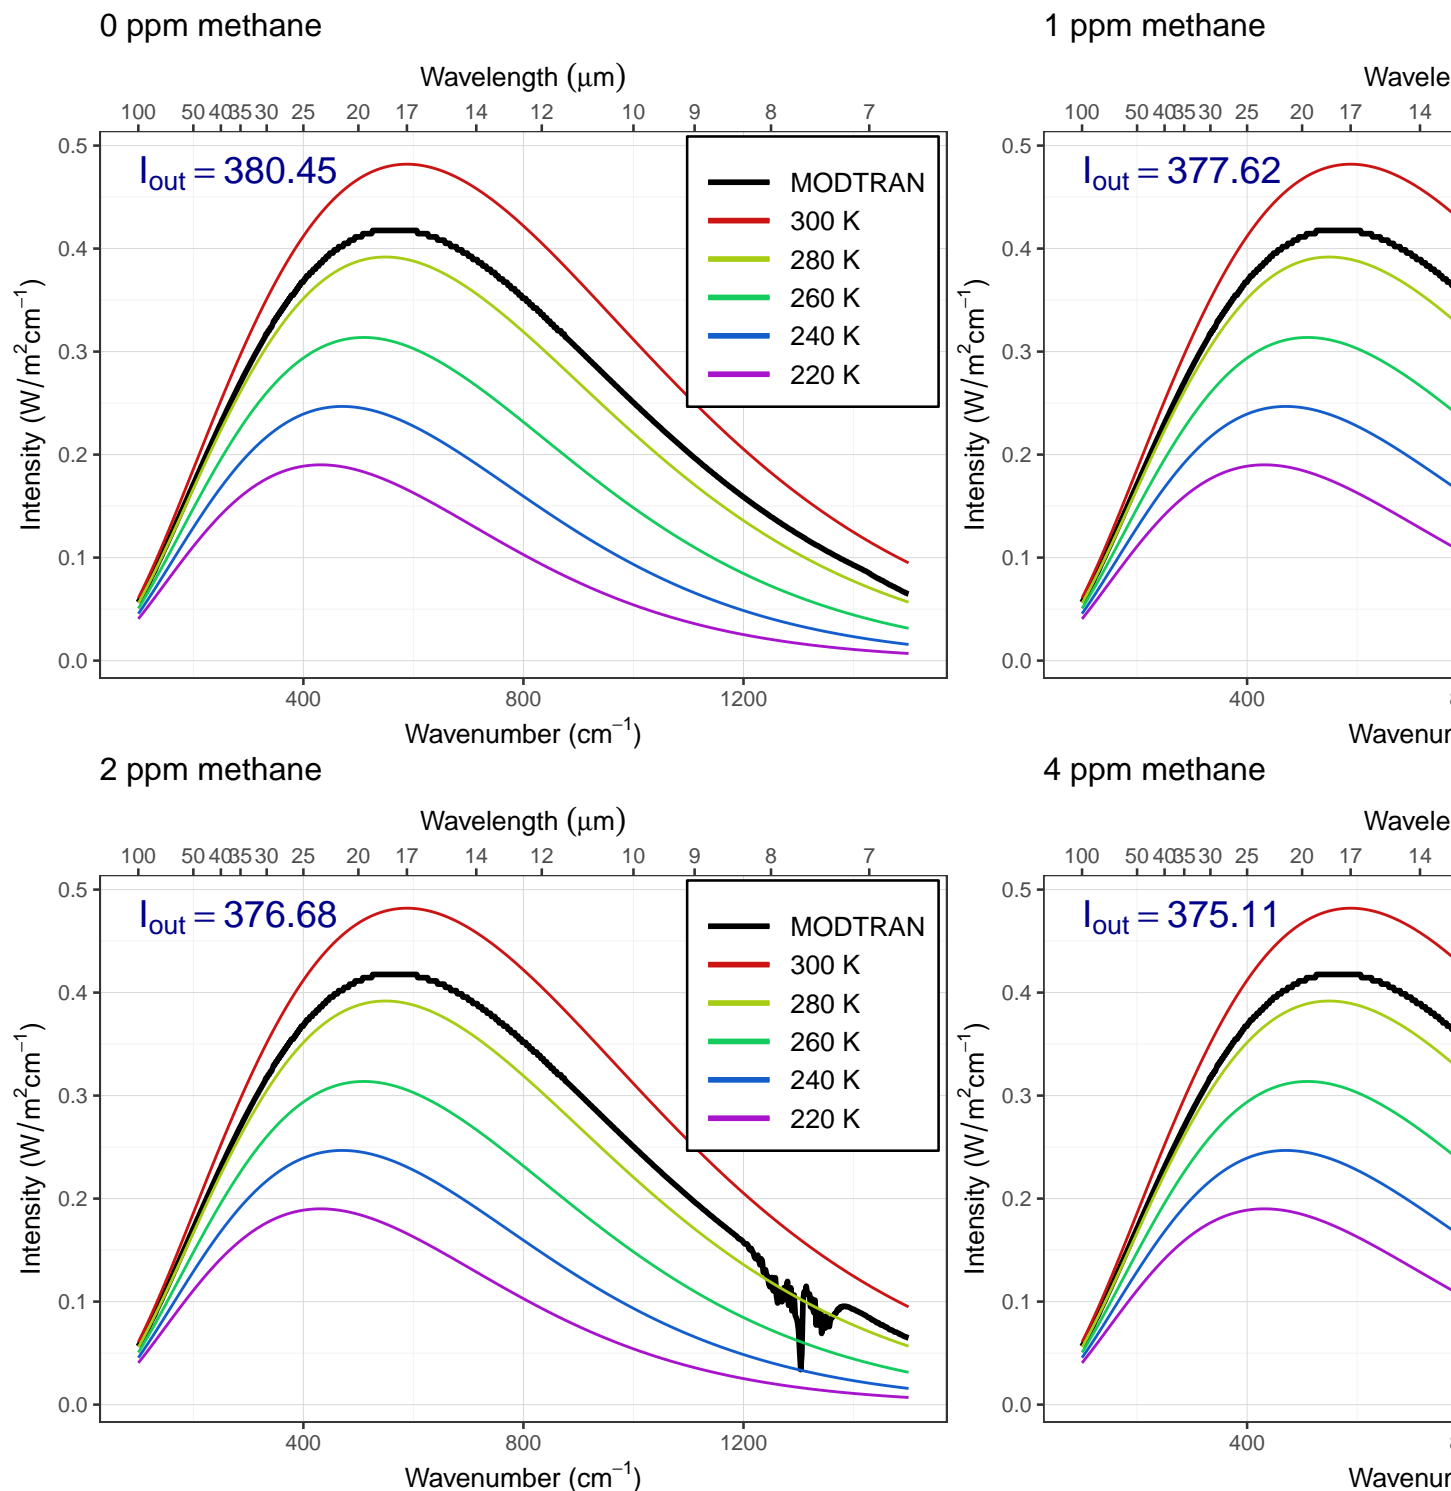 0 ppm methane
Wavelength (μm)
100 50 40 35 30 25 20 17 14 12 10 9 8 7
I_out = 380.45
MODTRAN
300 K
280 K
260 K
240 K
220 K
0.5
0.4
0.3
0.2
0.1
0.0
Intensity (W/m²cm⁻¹)
400 800 1200
Wavenumber (cm⁻¹)
1 ppm methane
Wavele
100 50 40 35 30 25 20 17 14
I_out = 377.62
0.5
0.4
0.3
0.2
0.1
0.0
Intensity (W/m²cm⁻¹)
400
Wavenur
2 ppm methane
Wavelength (μm)
100 50 40 35 30 25 20 17 14 12 10 9 8 7
I_out = 376.68
MODTRAN
300 K
280 K
260 K
240 K
220 K
0.5
0.4
0.3
0.2
0.1
0.0
Intensity (W/m²cm⁻¹)
400 800 1200
Wavenumber (cm⁻¹)
4 ppm methane
Wavele
100 50 40 35 30 25 20 17 14
I_out = 375.11
0.5
0.4
0.3
0.2
0.1
0.0
Intensity (W/m²cm⁻¹)
400
Wavenur